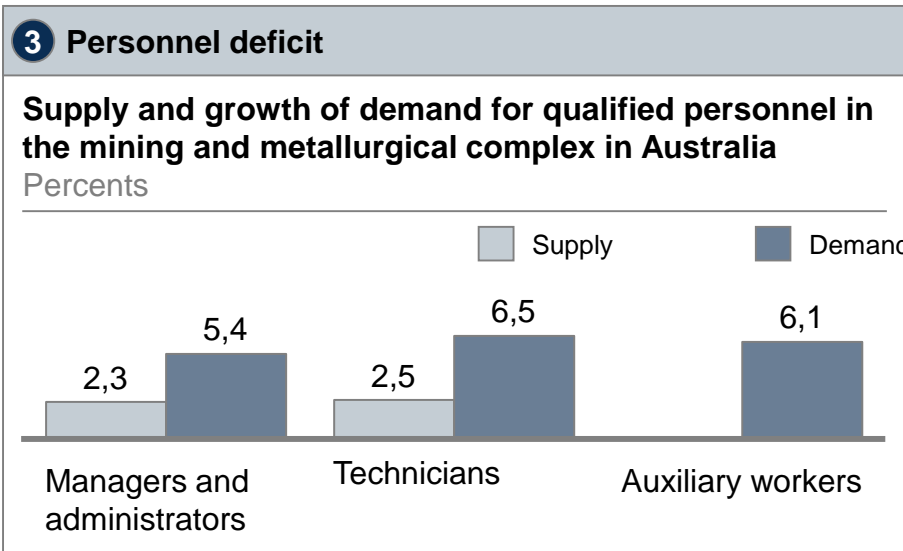 3 Personnel deficit
Supply and growth of demand for qualified personnel in
the mining and metallurgical complex in Australia
Percents
Supply
Demand
2,3
5,4
2,5
6,5
6,1
Managers and
administrators
Technicians
Auxiliary workers